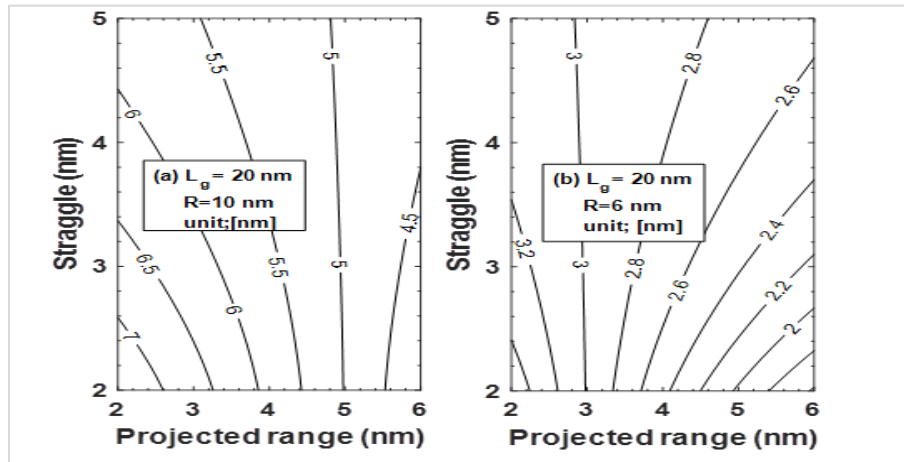 5
4
3
2
Straggle (nm)
5.5
5
6
6.5
7
5.5
6
5
4.5
(a) Lg= 20 nm
R=10 nm
unit;[nm]
2 3 4 5 6
Projected range (nm)
5
4
3
2
Straggle (nm)
3
2.8
2.6
3.2
3
2.8
2.6
2.4
2.2
2
(b) Lg= 20 nm
R=6 nm
unit; [nm]
2 3 4 5 6
Projected range (nm)